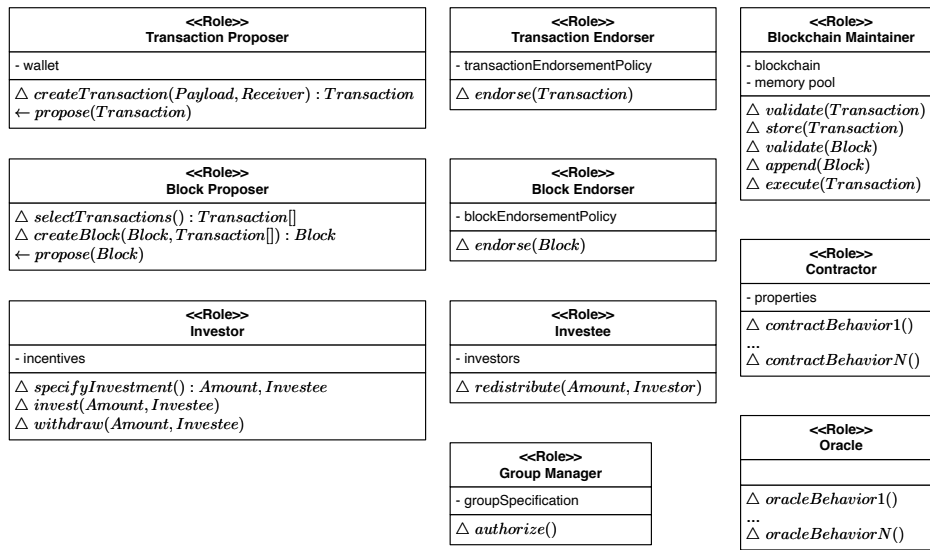 <<Role>>
Transaction Proposer
- wallet
△ createTransaction(Payload, Receiver) : Transaction
← propose(Transaction)
<<Role>>
Transaction Endorser
- transactionEndorsementPolicy
△ endorse(Transaction)
<<Role>>
Blockchain Maintainer
- blockchain
- memory pool
△ validate(Transaction)
△ store(Transaction)
△ validate(Block)
△ append(Block)
△ execute(Transaction)
<<Role>>
Block Proposer
△ selectTransactions() : Transaction[]
△ createBlock(Block, Transaction[]) : Block
← propose(Block)
<<Role>>
Block Endorser
- blockEndorsementPolicy
△ endorse(Block)
<<Role>>
Contractor
- properties
△ contractBehavior1()
...
△ contractBehaviorN()
<<Role>>
Investor
- incentives
△ specifyInvestment() : Amount, Investee
△ invest(Amount, Investee)
△ withdraw(Amount, Investee)
<<Role>>
Investee
- investors
△ redistribute(Amount, Investor)
<<Role>>
Group Manager
- groupSpecification
△ authorize()
<<Role>>
Oracle
△ oracleBehavior1()
...
△ oracleBehaviorN()